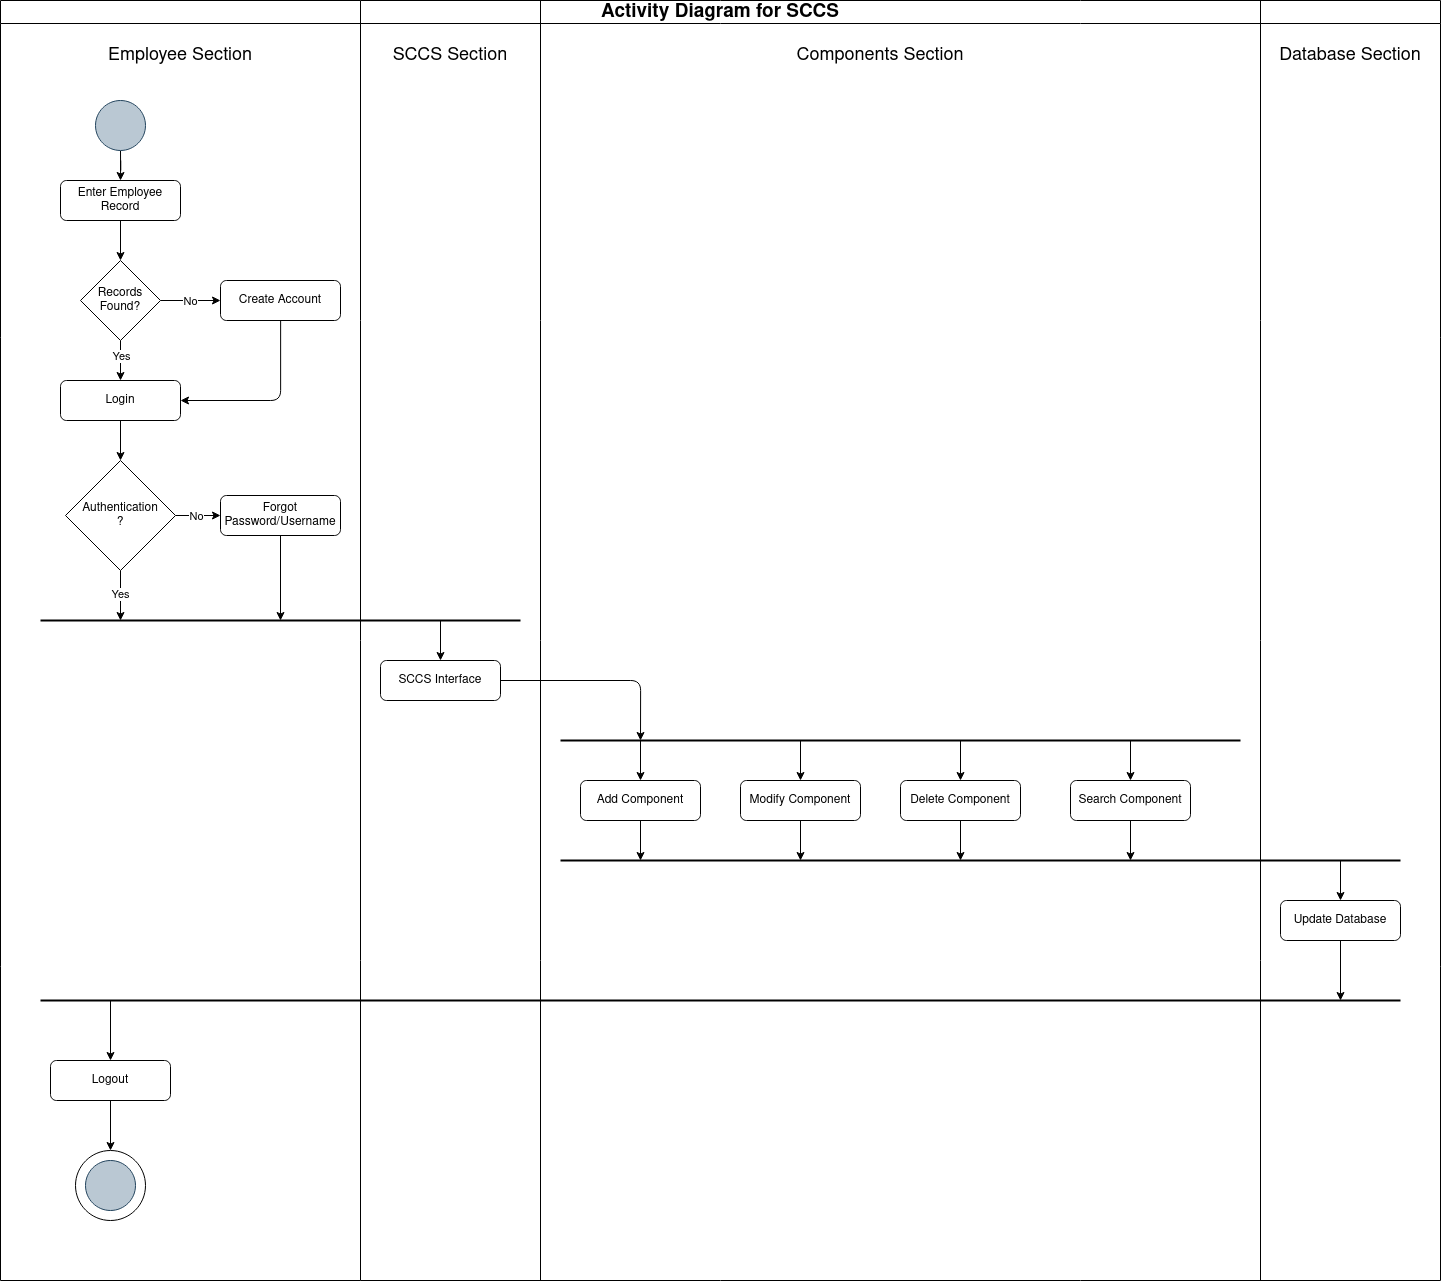 Activity Diagram for SCCS
Employee Section
SCCS Section
Components Section
Database Section
Enter Employee
Record
Records
Found?
No
Create Account
Yes
Login
Authentication
?
No
Forgot
Password/Username
Yes
SCCS Interface
Add Component
Modify Component
Delete Component
Search Component
Update Database
Logout